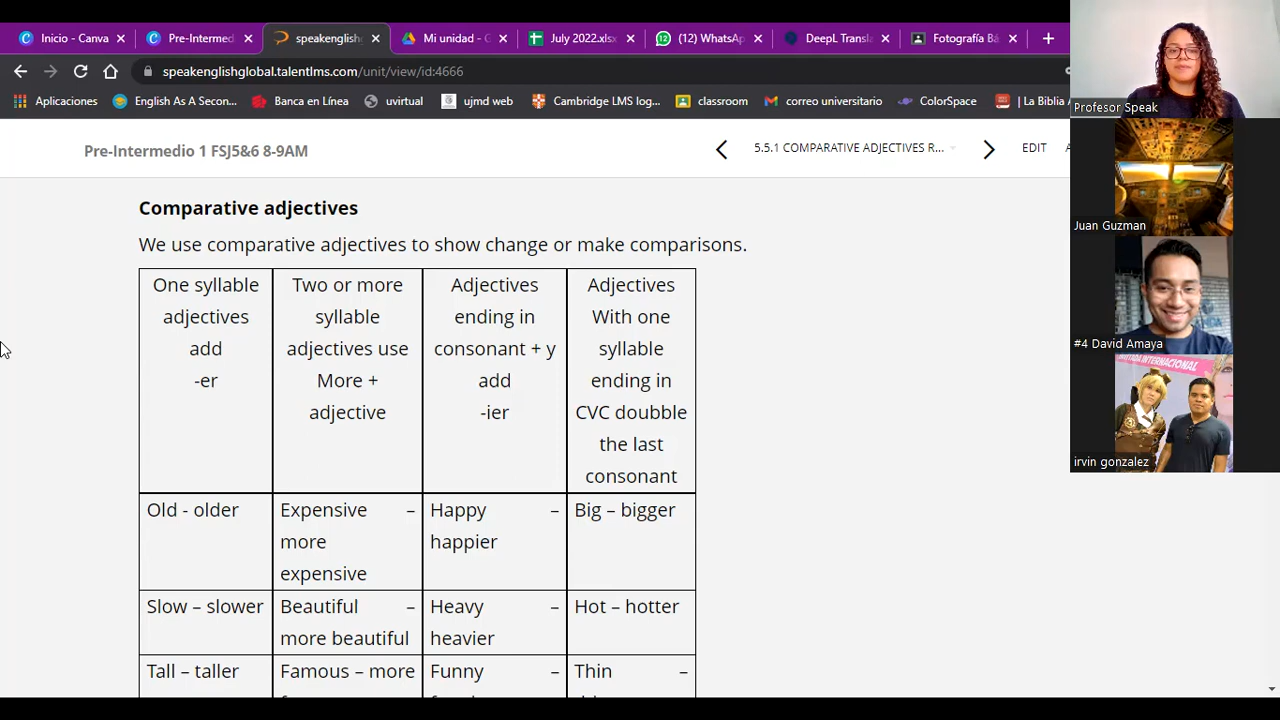 Inicio - Canva
Pre-Intermed
speakenglish
Mi unidad - G
July 2022.xlsx
(12) WhatsAp
DeepL Transla
Fotografía Bá
speakenglishglobal.talentlms.com/unit/view/id:4666
Aplicaciones
English As A Secon...
Banca en Línea
uvirtual
ujmd web
Cambridge LMS log...
classroom
correo universitario
ColorSpace
| La Biblia A
Pre-Intermedio 1 FSJ5&6 8-9AM
5.5.1 COMPARATIVE ADJECTIVES R...
EDIT
Comparative adjectives
We use comparative adjectives to show change or make comparisons.
One syllable
adjectives
add
-er
Two or more
syllable
adjectives use
More +
adjective
Adjectives
ending in
consonant + y
add
-ier
Adjectives
With one
syllable
ending in
CVC doubble
the last
consonant
Old - older
Expensive –
more
expensive
Happy –
happier
Big – bigger
Slow – slower
Beautiful –
more beautiful
Heavy –
heavier
Hot – hotter
Tall – taller
Famous – more
Funny –
Thin –
Profesor Speak
Juan Guzman
#4 David Amaya
INVITADA INTERNACIONAL
irvin gonzalez